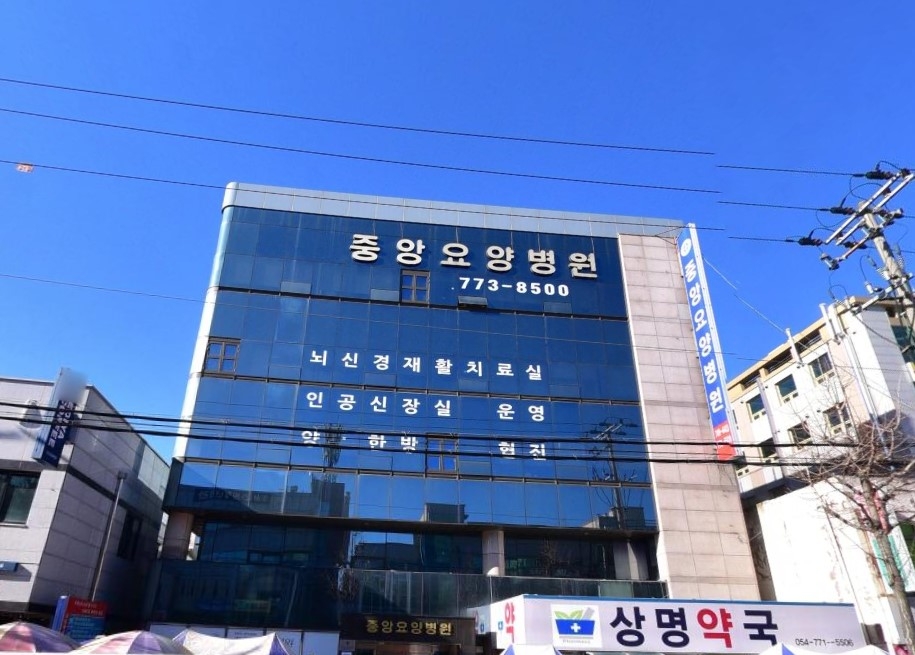 중앙요양병원
773-8500
중앙요양병원
뇌신경재활치료실
인공신장실 운영
한방 협진
중앙요양병원
약
상명약국
054-771-5506